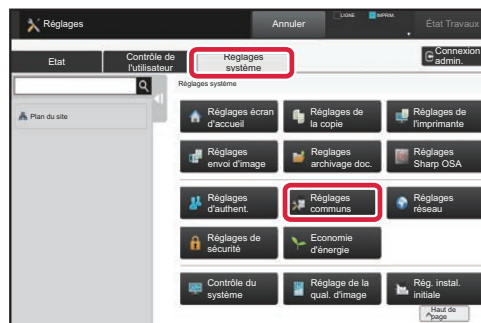 Réglages
Annuler
LIGNE
IMPRIM.
État Travaux
Etat
Contrôle de
l'utilisateur
Réglages
système
Connexion
admin.
Réglages système
Plan du site
Réglages écran
d'accueil
Réglages de
la copie
Réglages de
l'imprimante
Réglages
envoi d'image
Reglages
archivage doc.
Réglages
Sharp OSA
Réglages
d'authent.
Réglages
communs
Réglages
réseau
Réglages de
sécurité
Economie
d'énergie
Contrôle du
système
Réglage de la
qual. d'image
Rég. instal.
initiale
Haut de
page